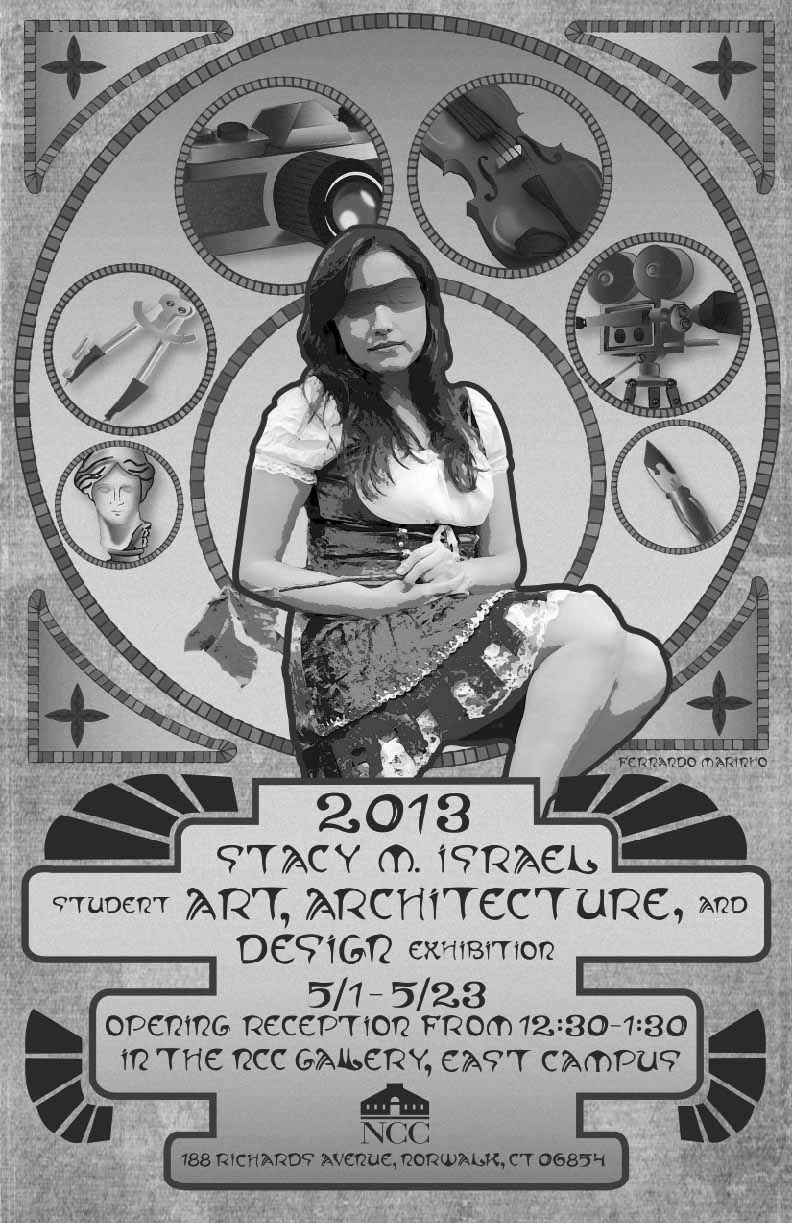 FERNANDO MARINHO
2013
STACY M. ISRAEL
STUDENT ART, ARCHITECTURE, AND
DESIGN EXHIBITION
5/1-5/23
OPENING RECEPTION FROM 12:30-1:30
IN THE NCC GALLERY, EAST CAMPUS
NCC
188 RICHARDS AVENUE, NORWALK, CT 06854